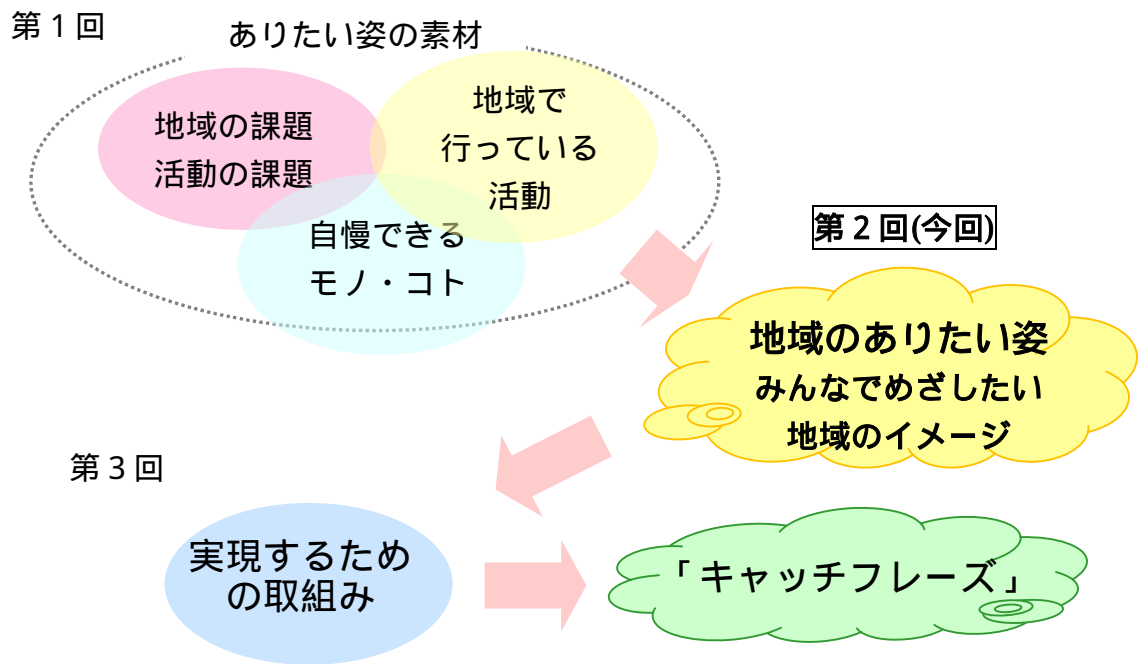 第1回
ありたい姿の素材
地域の課題
活動の課題
地域で
行っている
活動
自慢できる
モノ・コト
第2回(今回)
地域のありたい姿
みんなでめざしたい
地域のイメージ
第3回
実現するため
の取組み
「キャッチフレーズ」